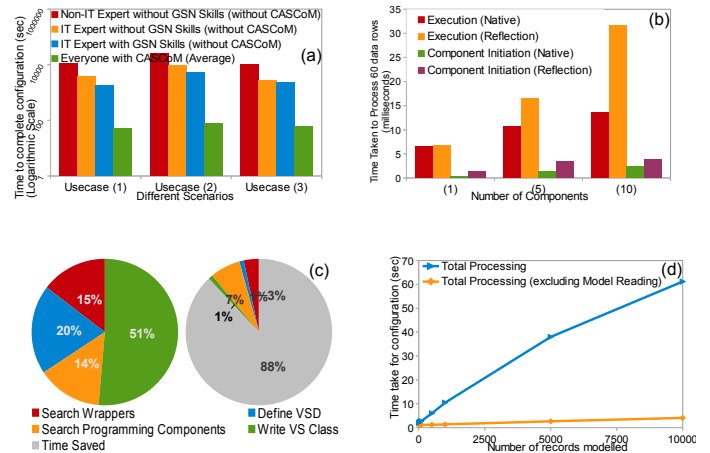 Time to complete configuration (sec)
(Logarithmic Scale)
1000000
10000
100
1
Non-IT Expert without GSN Skills (without CASCoM)
IT Expert without GSN Skills (without CASCoM)
IT Expert with GSN Skills (without CASCoM)
Everyone with CASCoM (Average)
(a)
Usecase (1)
Usecase (2)
Usecase (3)
Different Scenarios
Time Taken to Process 60 data rows
(milliseconds)
35
30
25
20
15
10
5
0
Execution (Native)
Execution (Reflection)
Component Initiation (Native)
Component Initiation (Reflection)
(b)
(1)
(5)
(10)
Number of Components
15%
20%
14%
51%
(c)
7%
1%
3%
1%
88%
Search Wrappers
Define VSD
Search Programming Components
Write VS Class
Time Saved
Time take for configuration (sec)
70
60
50
40
30
20
10
0
Total Processing
Total Processing (excluding Model Reading)
(d)
0
2500
5000
7500
10000
Number of records modelled